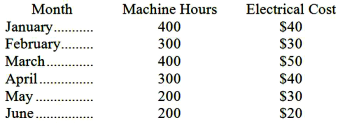 Month Machine Hours Electrical Cost
January........... 400 $40
February......... 300 $30
March............. 400 $50
April............... 300 $40
May................ 200 $30
June................ 200 $20